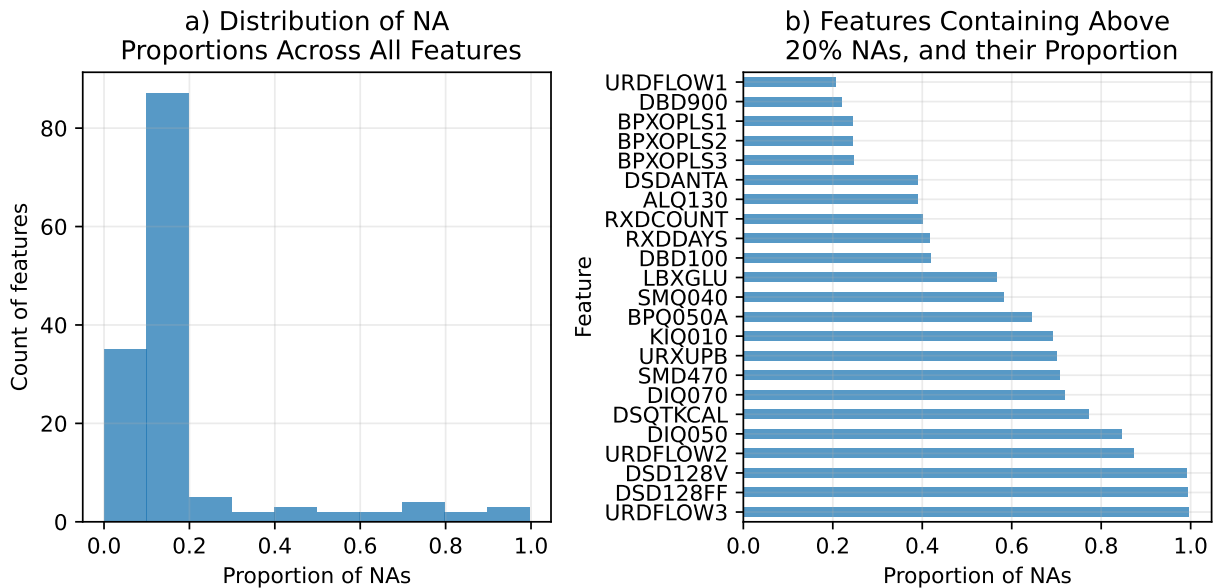 a) Distribution of NA
Proportions Across All Features
Count of features
80
60
40
20
0
0.0 0.2 0.4 0.6 0.8 1.0
Proportion of NAs
b) Features Containing Above
20% NAs, and their Proportion
Feature
URDFLOW1
DBD900
BPXOPLS1
BPXOPLS2
BPXOPLS3
DSDANTA
ALQ130
RXDCOUNT
RXDDAYS
DBD100
LBXGLU
SMQ040
BPQ050A
KIQ010
URXUPB
SMD470
DIQ070
DSQTKCAL
DIQ050
URDFLOW2
DSD128V
DSD128FF
URDFLOW3
0.0 0.2 0.4 0.6 0.8 1.0
Proportion of NAs